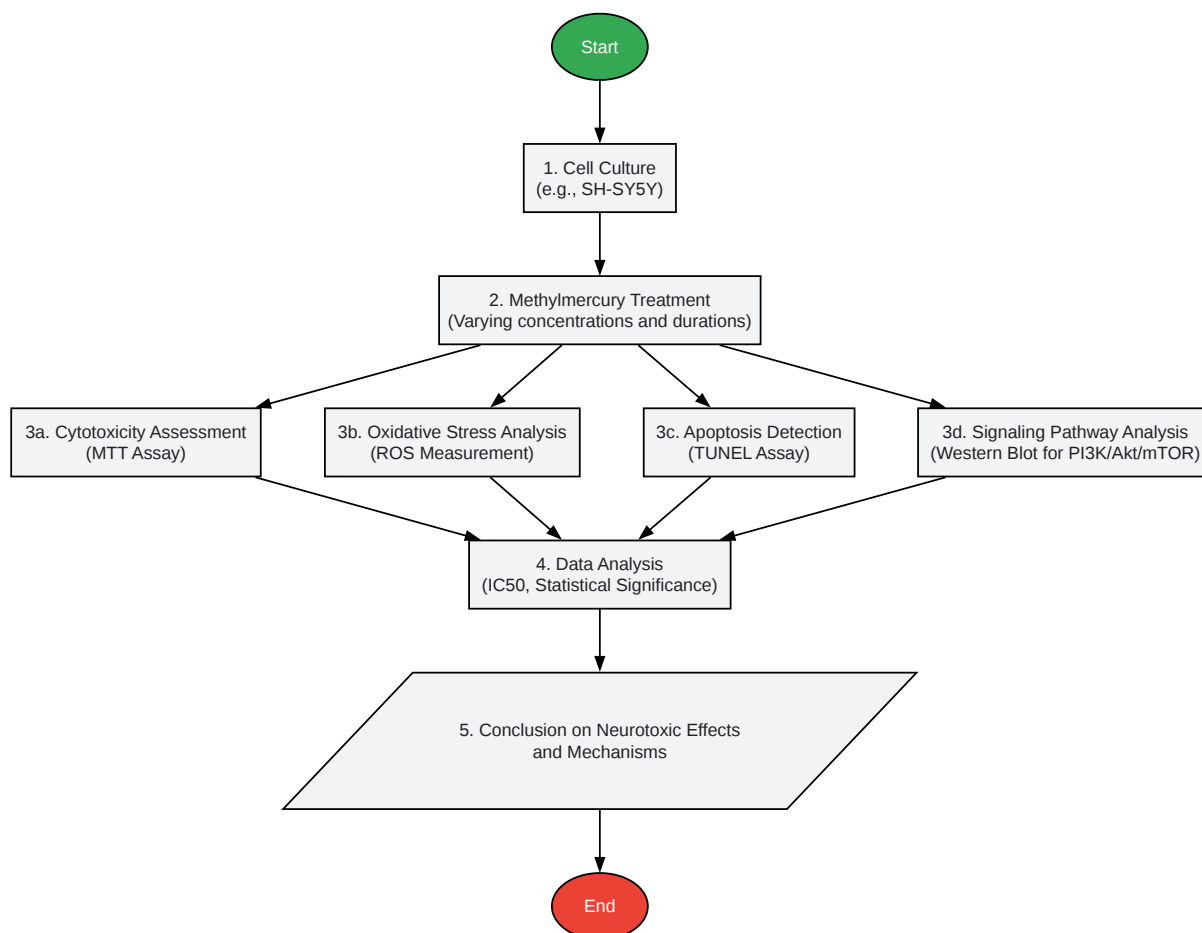 Start
1. Cell Culture
(e.g., SH-SY5Y)
2. Methylmercury Treatment
(Varying concentrations and durations)
3a. Cytotoxicity Assessment
(MTT Assay)
3b. Oxidative Stress Analysis
(ROS Measurement)
3c. Apoptosis Detection
(TUNEL Assay)
3d. Signaling Pathway Analysis
(Western Blot for PI3K/Akt/mTOR)
4. Data Analysis
(IC50, Statistical Significance)
5. Conclusion on Neurotoxic Effects
and Mechanisms
End